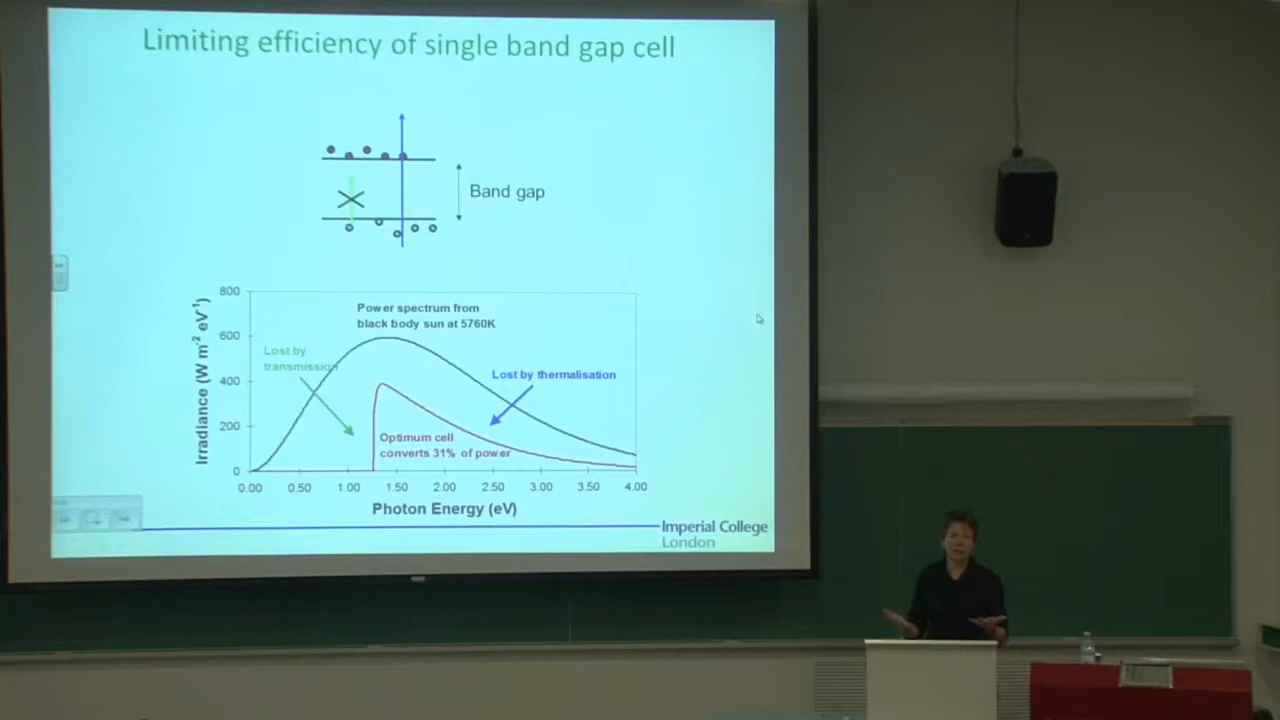 Limiting efficiency of single band gap cell
Band gap
800
600
400
200
0
Irradiance (W m⁻² eV⁻¹)
Power spectrum from
black body sun at 5760K
Lost by
transmission
Lost by thermalisation
Optimum cell
converts 31% of power
0.00 0.50 1.00 1.50 2.00 2.50 3.00 3.50 4.00
Photon Energy (eV)
Imperial College
London